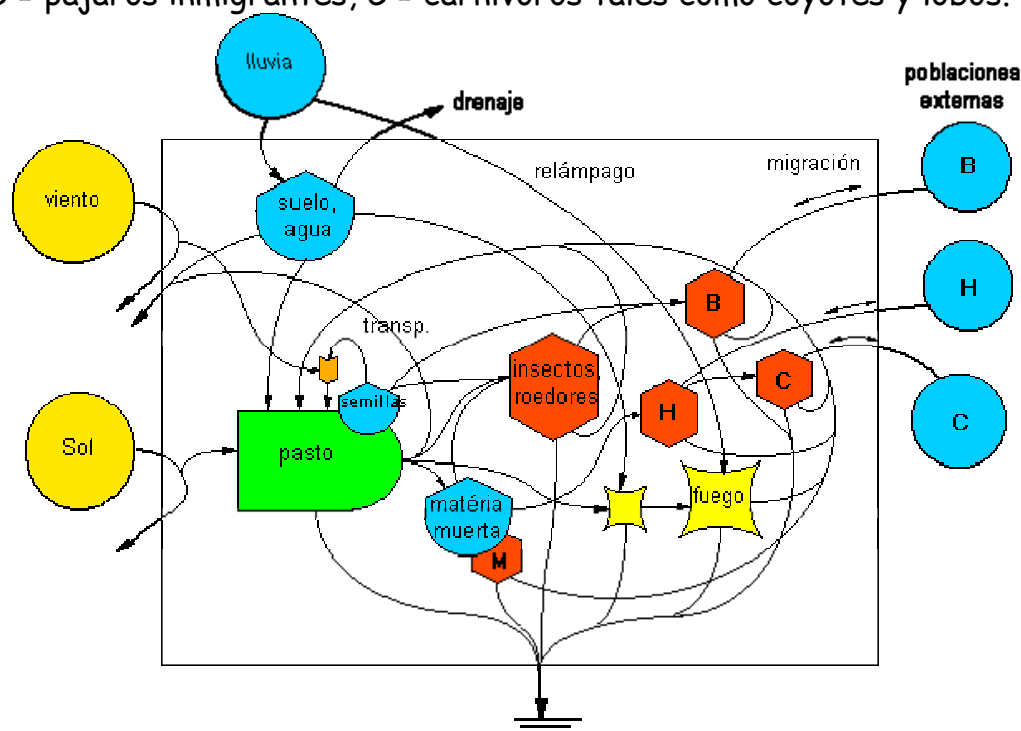 B = pájaros inmigrantes; C = carnívoros tales como coyotes y lobos.
lluvia
drenaje
poblaciones
externas
relámpago
migración
B
viento
suelo,
agua
H
B
transp.
insectos
roedores
C
semillas
H
C
Sol
pasto
matéria
muerta
fuego
M